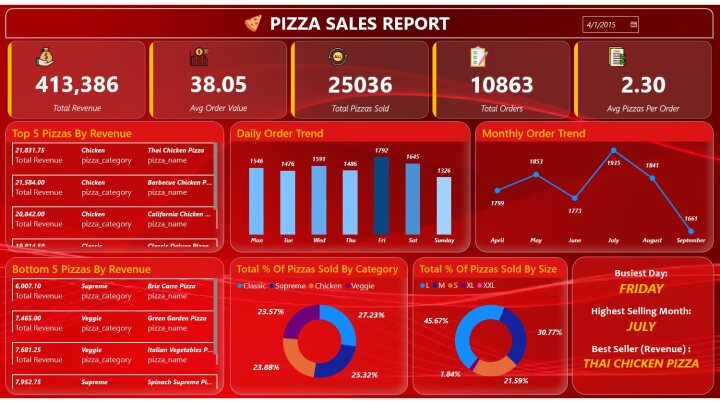 PIZZA SALES REPORT
4/1/2015
413,386
Total Revenue
38.05
Avg Order Value
25036
Total Pizzas Sold
10863
Total Orders
2.30
Avg Pizzas Per Order
Top 5 Pizzas By Revenue
21,831.75 Chicken Thai Chicken Pizza
Total Revenue pizza_category pizza_name
21,584.00 Chicken Barbecue Chicken P...
Total Revenue pizza_category pizza_name
20,842.00 Chicken California Chicken ...
Total Revenue pizza_category pizza_name
19,814.50 Classic Classic Deluxe Pizza
Daily Order Trend
1546 1476 1591 1486 1792 1645 1326
Mon Tue Wed Thu Fri Sat Sunday
Monthly Order Trend
1799 1853 1773 1935 1841 1661
April May June July August September
Bottom 5 Pizzas By Revenue
6,007.10 Supreme Brie Carre Pizza
Total Revenue pizza_category pizza_name
7,465.00 Veggie Green Garden Pizza
Total Revenue pizza_category pizza_name
7,681.25 Veggie Italian Vegetables P...
Total Revenue pizza_category pizza_name
7,952.75 Supreme Spinach Supreme Pi...
Total % Of Pizzas Sold By Category
Classic Supreme Chicken Veggie
23.57% 27.23%
23.88% 25.32%
Total % Of Pizzas Sold By Size
L M S XL XXL
45.67% 30.77%
1.84% 21.59%
Busiest Day:
FRIDAY
Highest Selling Month:
JULY
Best Seller (Revenue) :
THAI CHICKEN PIZZA